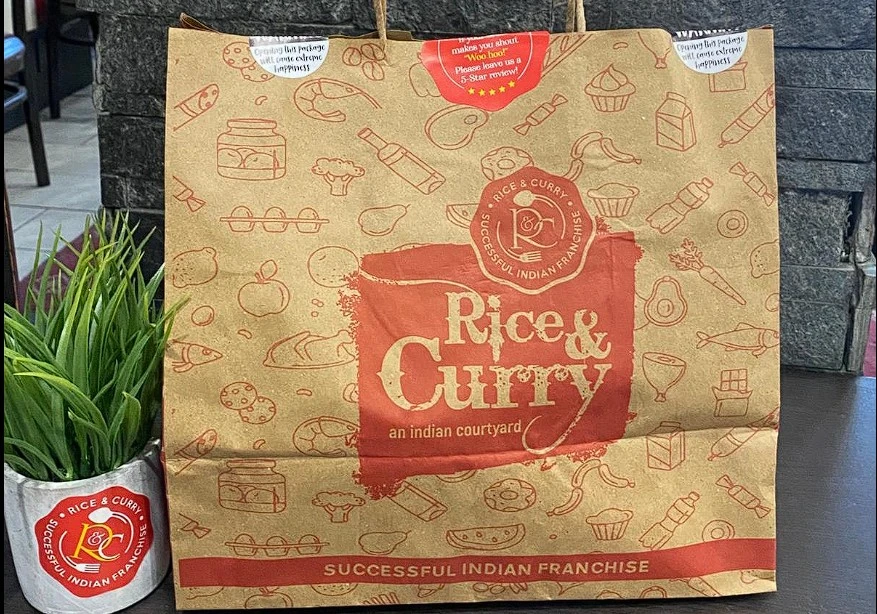 Opening this package
will cause extreme
happiness
makes you shout
"Woo hoo!"
Please leave us a
5-Star review!
WARNING
Opening this package
will cause extreme
happiness
RICE & CURRY
R&C
SUCCESSFUL INDIAN FRANCHISE
Rice &
Curry
an indian courtyard
RICE & CURRY
R&C
SUCCESSFUL INDIAN FRANCHISE
SUCCESSFUL INDIAN FRANCHISE